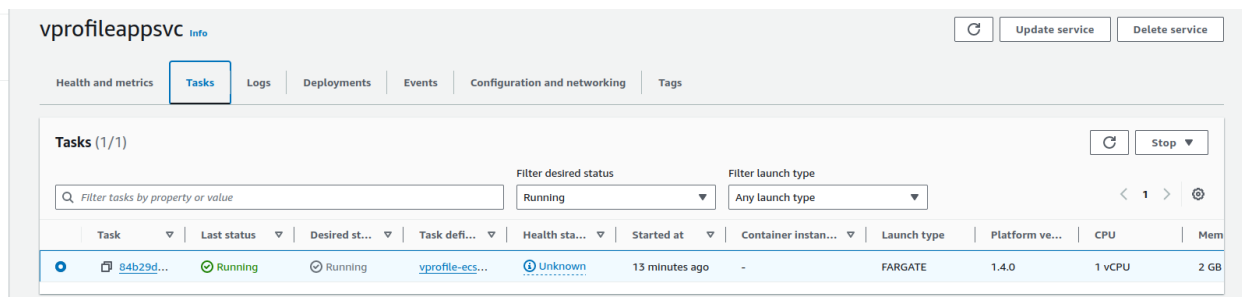 vprofileappsvc Info Update service Delete service
Health and metrics Tasks Logs Deployments Events Configuration and networking Tags
Tasks (1/1) Stop
Filter desired status Filter launch type
Filter tasks by property or value Running Any launch type 1
Task Last status Desired st... Task defi... Health sta... Started at Container instan... Launch type Platform ve... CPU Mem
84b29d... Running Running vprofile-ecs... Unknown 13 minutes ago - FARGATE 1.4.0 1 vCPU 2 GB